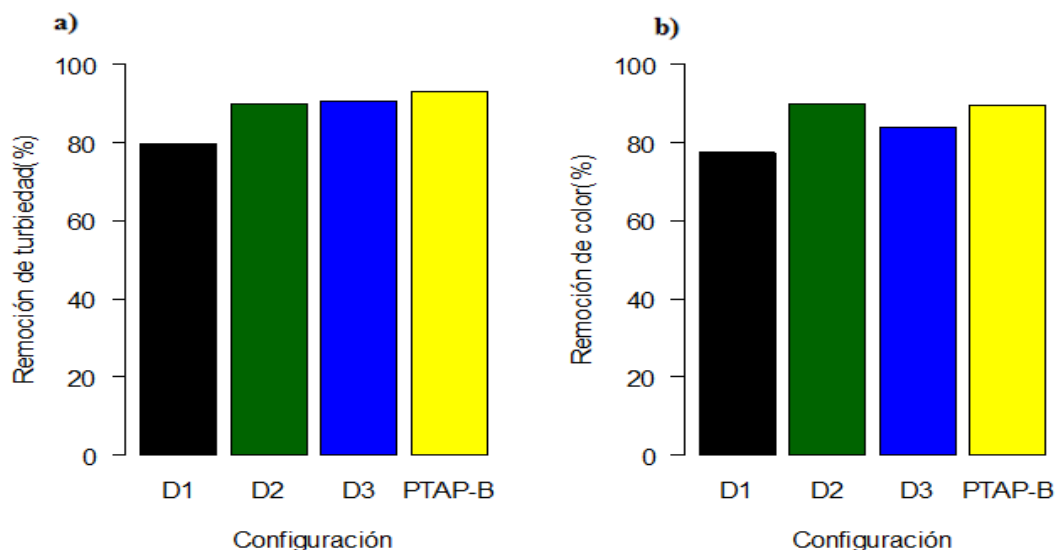 a)
Remoción de turbiedad(%)
100
80
60
40
20
0
D1 D2 D3 PTAP-B
Configuración
b)
Remoción de color(%)
100
80
60
40
20
0
D1 D2 D3 PTAP-B
Configuración